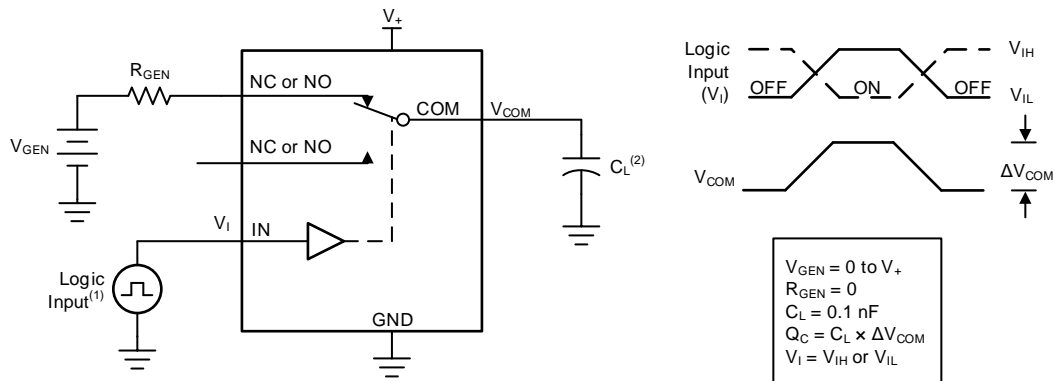 V+
RGEN
NC or NO
COM
VCOM
VGEN
NC or NO
CL(2)
VI
IN
Logic
Input(1)
GND
Logic
Input
(VI)
VIH
OFF
ON
OFF
VIL
VCOM
ΔVCOM
VGEN = 0 to V+
RGEN = 0
CL = 0.1 nF
QC = CL × ΔVCOM
VI = VIH or VIL